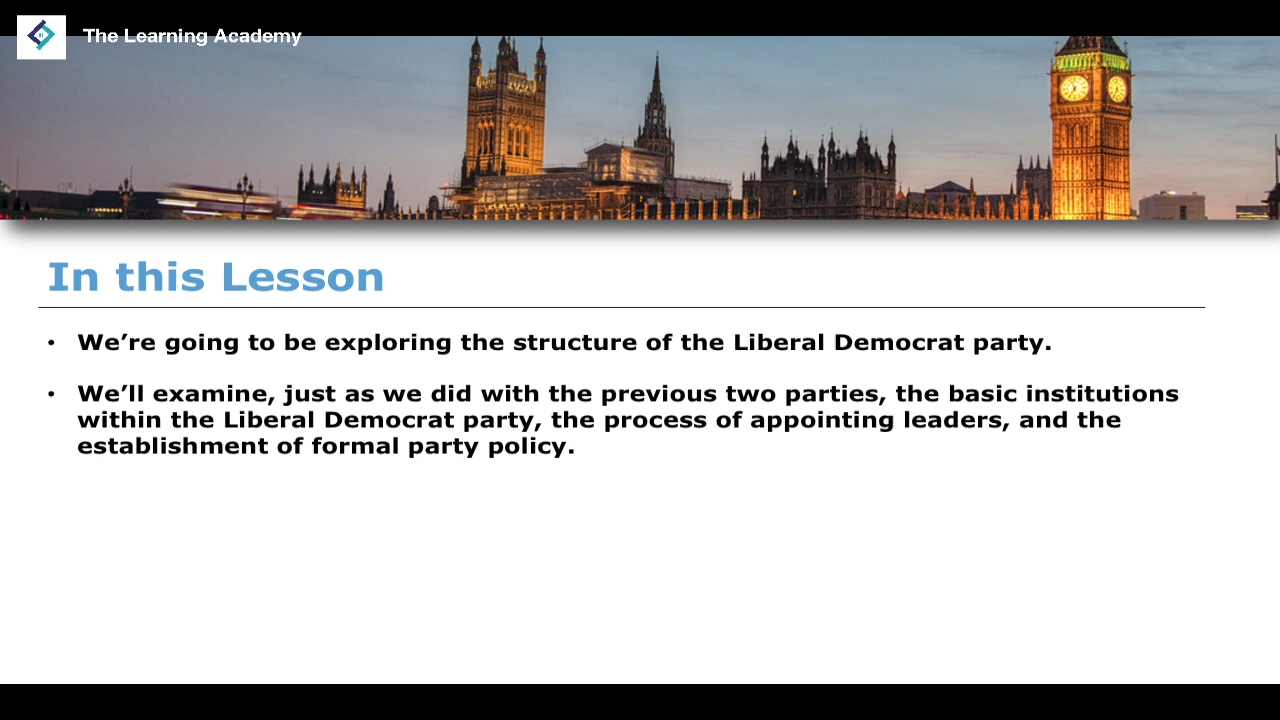 The Learning Academy
In this Lesson
• We’re going to be exploring the structure of the Liberal Democrat party.
• We’ll examine, just as we did with the previous two parties, the basic institutions
within the Liberal Democrat party, the process of appointing leaders, and the
establishment of formal party policy.